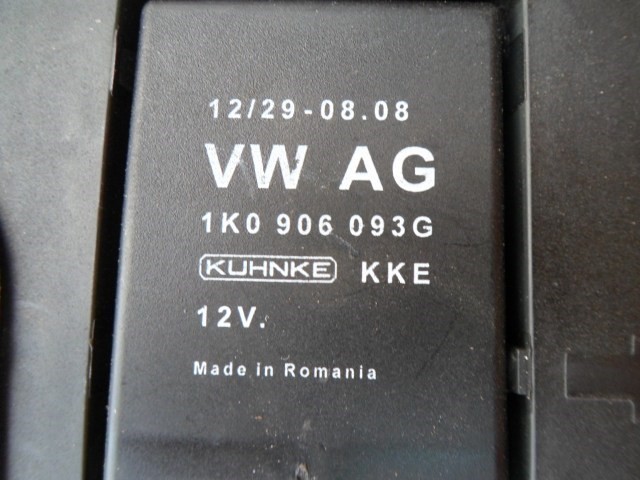 12/29-08.08
VW AG
1K0 906 093G
KUHNKE KKE
12V.
Made in Romania